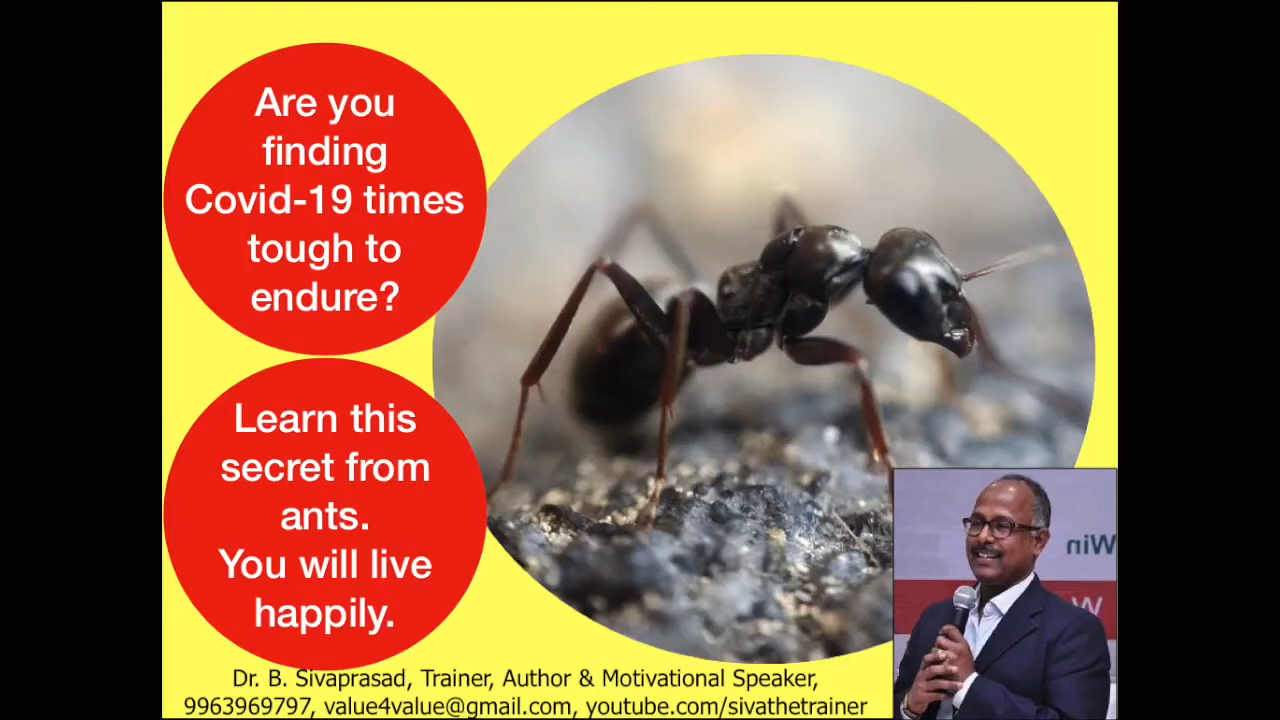 Are you
finding
Covid-19 times
tough to
endure?
Learn this
secret from
ants.
You will live
happily.
Win
W
Dr. B. Sivaprasad, Trainer, Author & Motivational Speaker,
9963969797, value4value@gmail.com, youtube.com/sivathetrainer